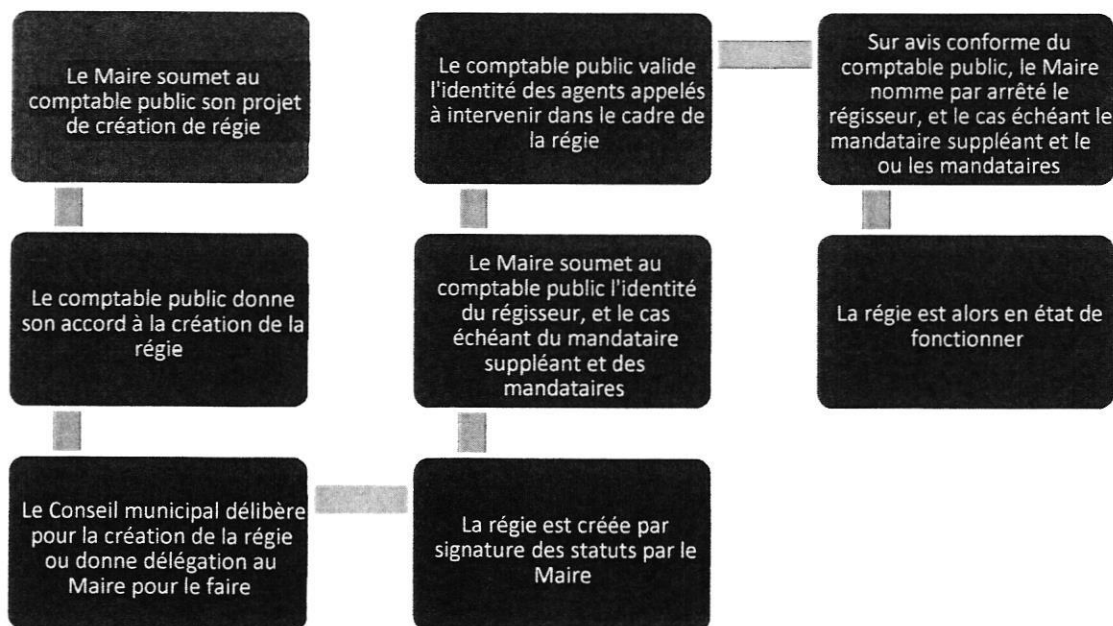 Le Maire soumet au
comptable public son projet
de création de régie
Le comptable public donne
son accord à la création de la
régie
Le Conseil municipal délibère
pour la création de la régie
ou donne délégation au
Maire pour le faire
La régie est créée par
signature des statuts par le
Maire
Le Maire soumet au
comptable public l'identité
du régisseur, et le cas
échéant du mandataire
suppléant et des
mandataires
Le comptable public valide
l'identité des agents appelés
à intervenir dans le cadre de
la régie
Sur avis conforme du
comptable public, le Maire
nomme par arrêté le
régisseur, et le cas échéant le
mandataire suppléant et le
ou les mandataires
La régie est alors en état de
fonctionner